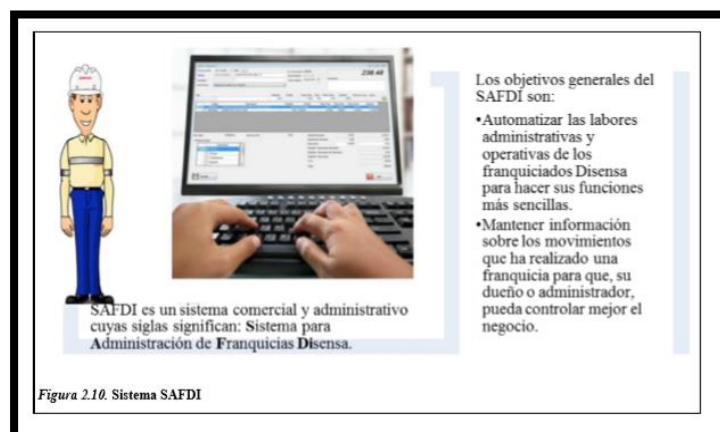 238.48
SAFDI es un sistema comercial y administrativo
cuyas siglas significan: Sistema para
Administración de Franquicias Disensa.
Los objetivos generales del
SAFDI son:
•Automatizar las labores
administrativas y
operativas de los
franquiciados Disensa
para hacer sus funciones
más sencillas.
•Mantener información
sobre los movimientos
que ha realizado una
franquicia para que, su
dueño o administrador,
pueda controlar mejor el
negocio.
Figura 2.10. Sistema SAFDI